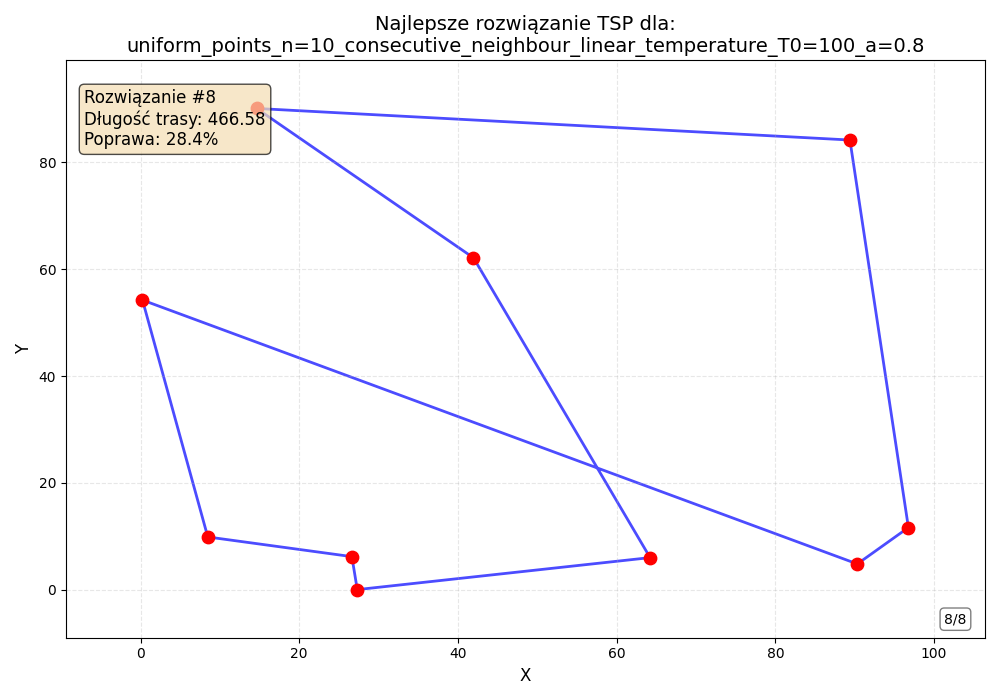 Najlepsze rozwiązanie TSP dla:
uniform_points_n=10_consecutive_neighbour_linear_temperature_T0=100_a=0.8
Rozwiązanie #8
Długość trasy: 466.58
Poprawa: 28.4%
80
60
40
20
0
Y
8/8
0 20 40 60 80 100
X